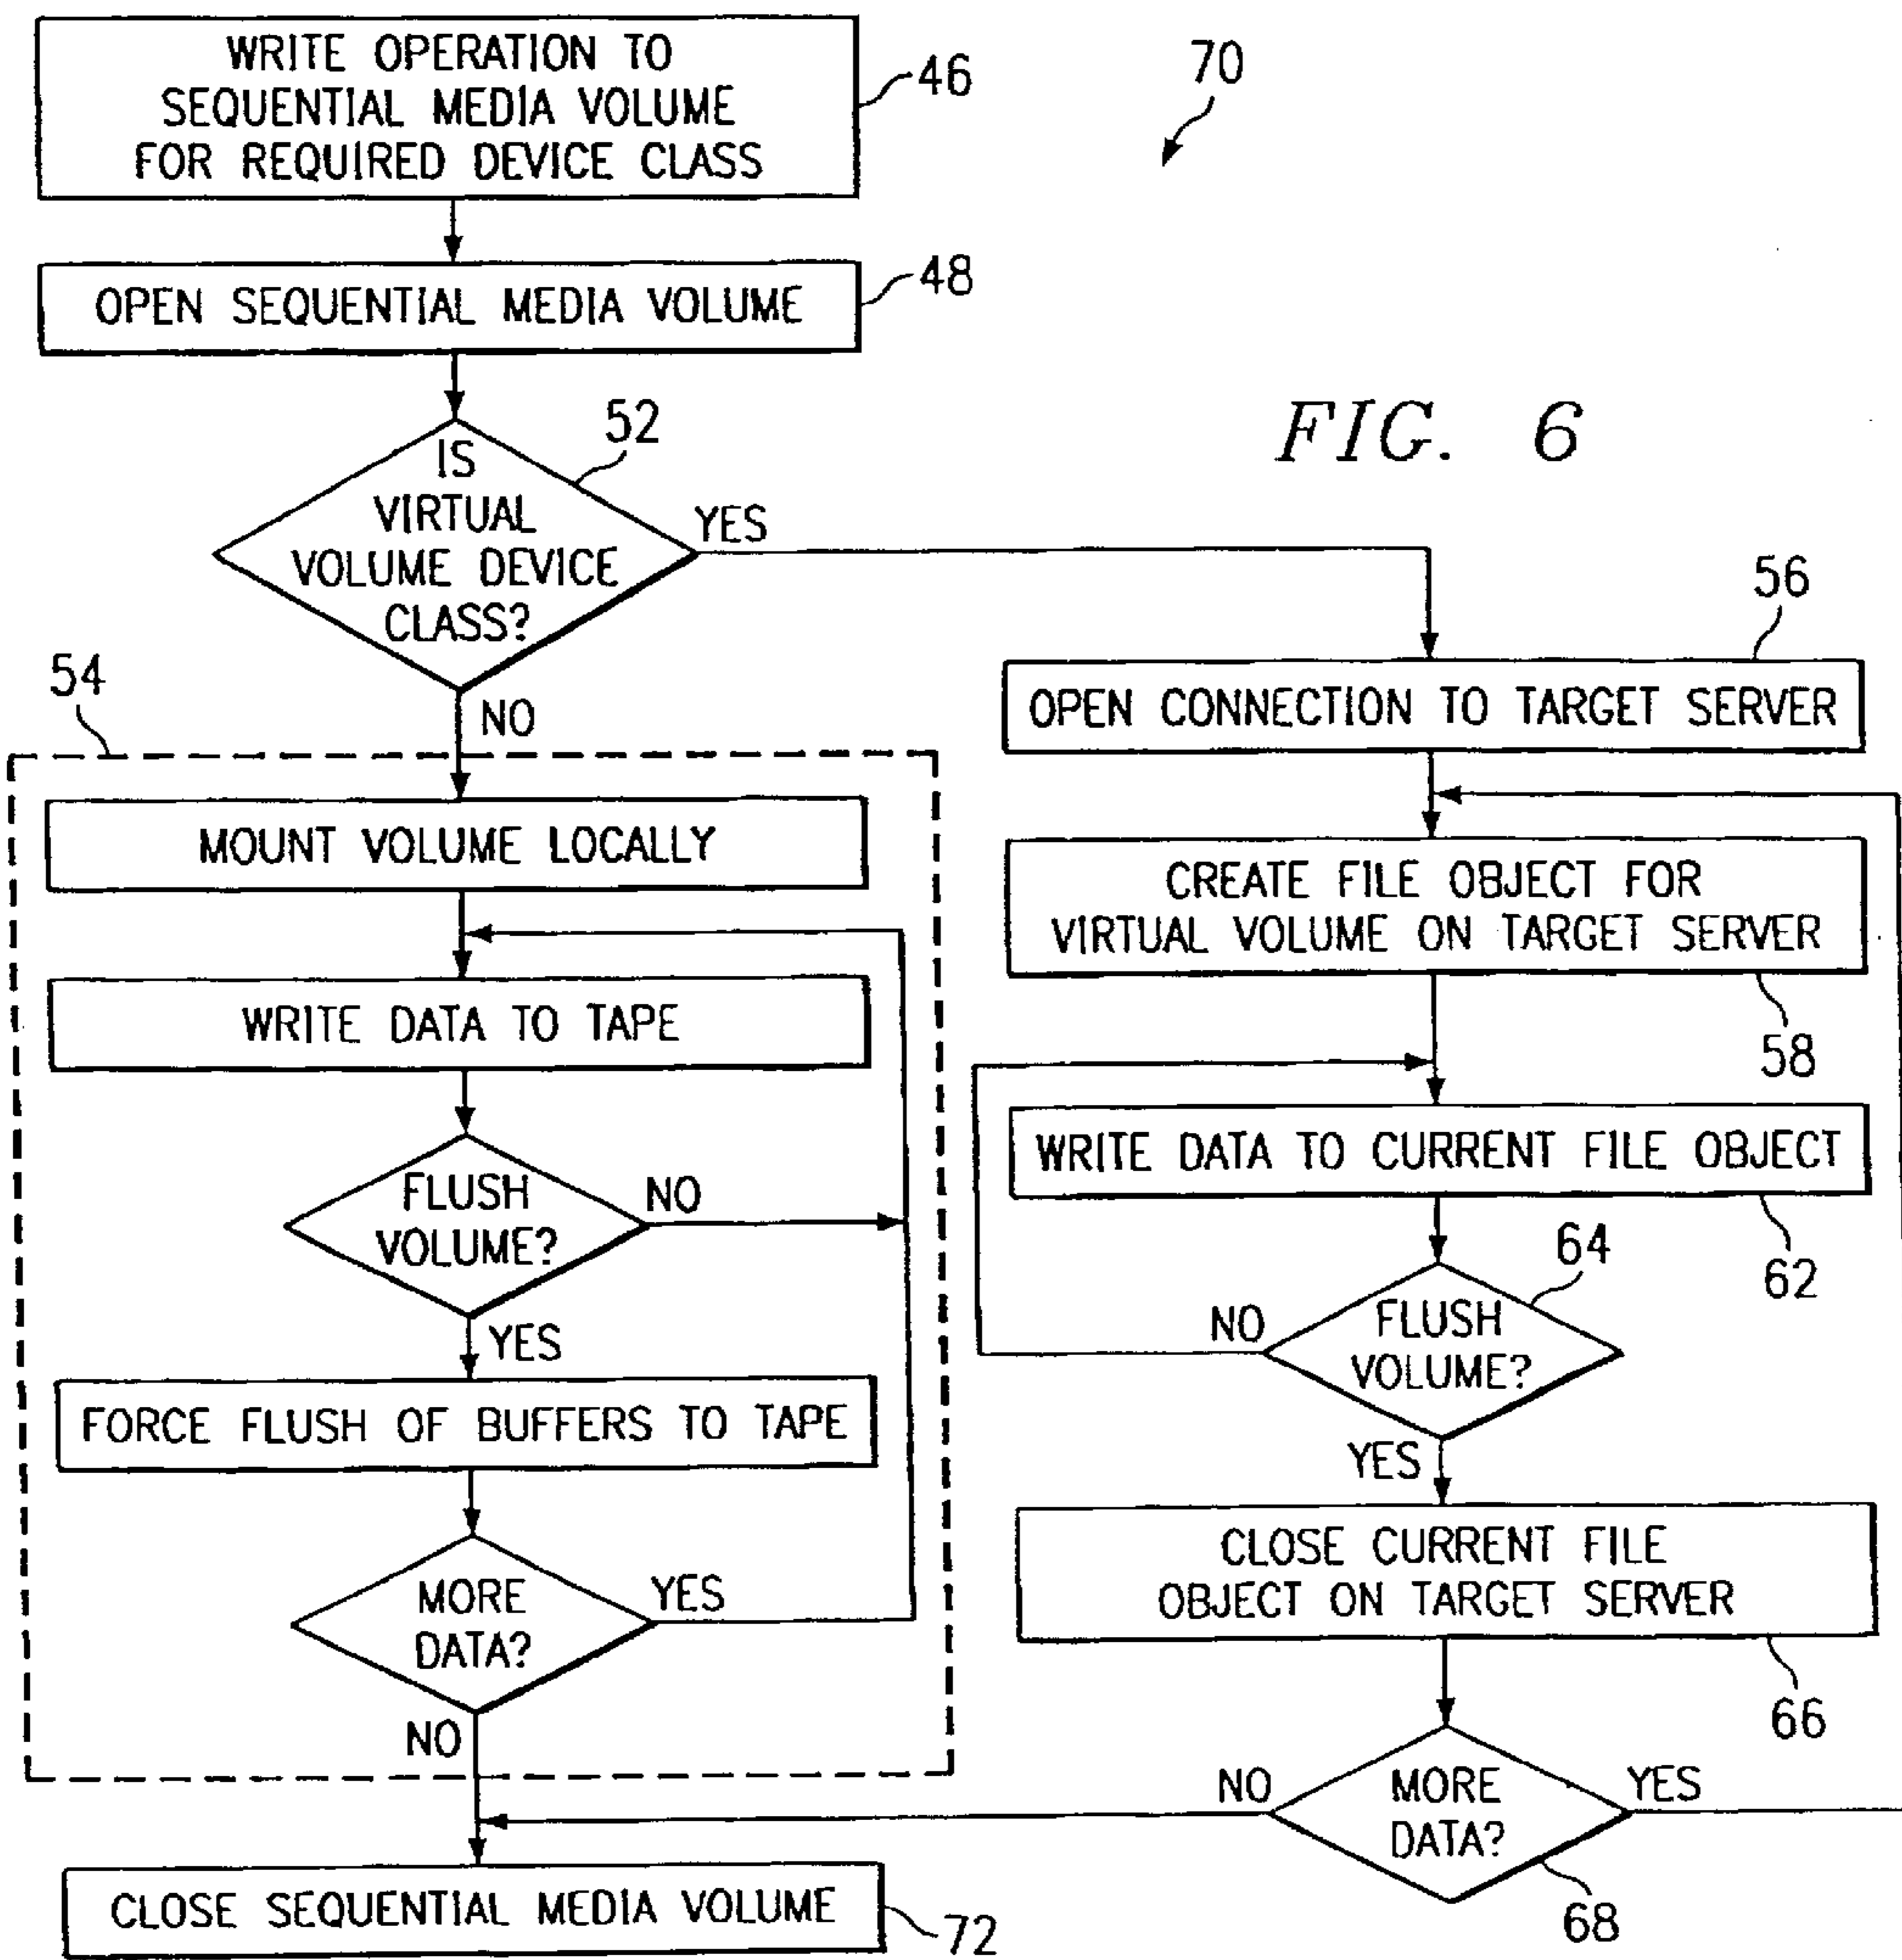 WRITE OPERATION TO
SEQUENTIAL MEDIA VOLUME
FOR REQUIRED DEVICE CLASS
46
70
OPEN SEQUENTIAL MEDIA VOLUME
48
FIG. 6
IS
VIRTUAL
VOLUME DEVICE
CLASS?
52
YES
NO
54
MOUNT VOLUME LOCALLY
WRITE DATA TO TAPE
FLUSH
VOLUME?
NO
YES
FORCE FLUSH OF BUFFERS TO TAPE
MORE
DATA?
YES
NO
56
OPEN CONNECTION TO TARGET SERVER
CREATE FILE OBJECT FOR
VIRTUAL VOLUME ON TARGET SERVER
58
WRITE DATA TO CURRENT FILE OBJECT
62
FLUSH
VOLUME?
64
NO
YES
CLOSE CURRENT FILE
OBJECT ON TARGET SERVER
66
MORE
DATA?
NO
YES
68
CLOSE SEQUENTIAL MEDIA VOLUME
72